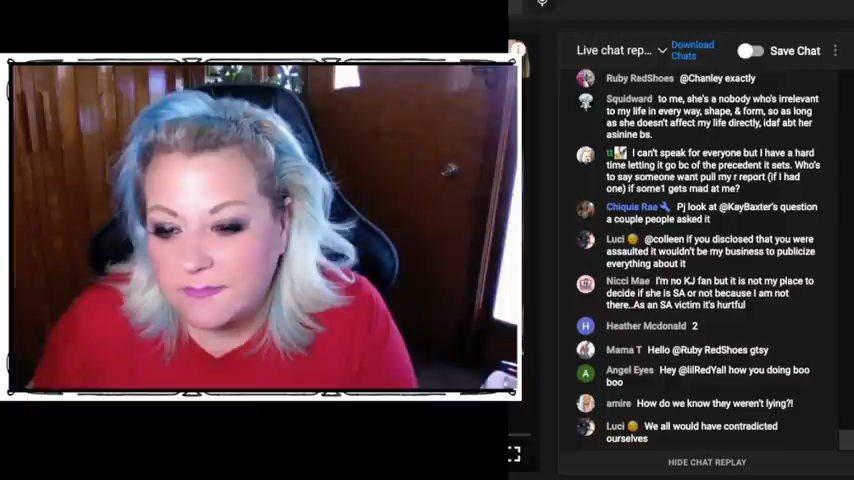 Live chat rep...
Download
Chats
Save Chat
Ruby RedShoes @Chanley exactly
Squidward to me, she's a nobody who's irrelevant
to my life in every way, shape, & form, so as long
as she doesn't affect my life directly, idaf abt her
asinine bs.
tt I can't speak for everyone but I have a hard
time letting it go bc of the precedent it sets. Who's
to say someone want pull my r report (if I had
one) if some1 gets mad at me?
Chiquis Rae Pj look at @KayBaxter's question
a couple people asked it
Luci @colleen if you disclosed that you were
assaulted it wouldn't be my business to publicize
everything about it
Nicci Mae I'm no KJ fan but it is not my place to
decide if she is SA or not because I am not
there..As an SA victim it's hurtful
H Heather Mcdonald 2
Mama T Hello @Ruby RedShoes gtsy
A Angel Eyes Hey @lilRedYall how you doing boo
boo
amire How do we know they weren't lying?!
Luci We all would have contradicted
ourselves
HIDE CHAT REPLAY